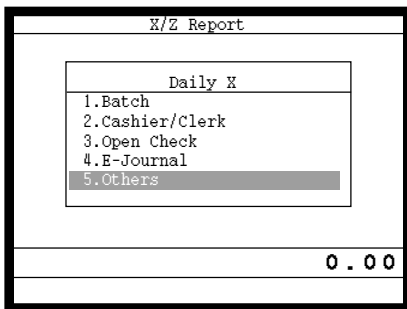 X/Z Report
Daily X
1.Batch
2.Cashier/Clerk
3.Open Check
4.E-Journal
5.Others
0.00